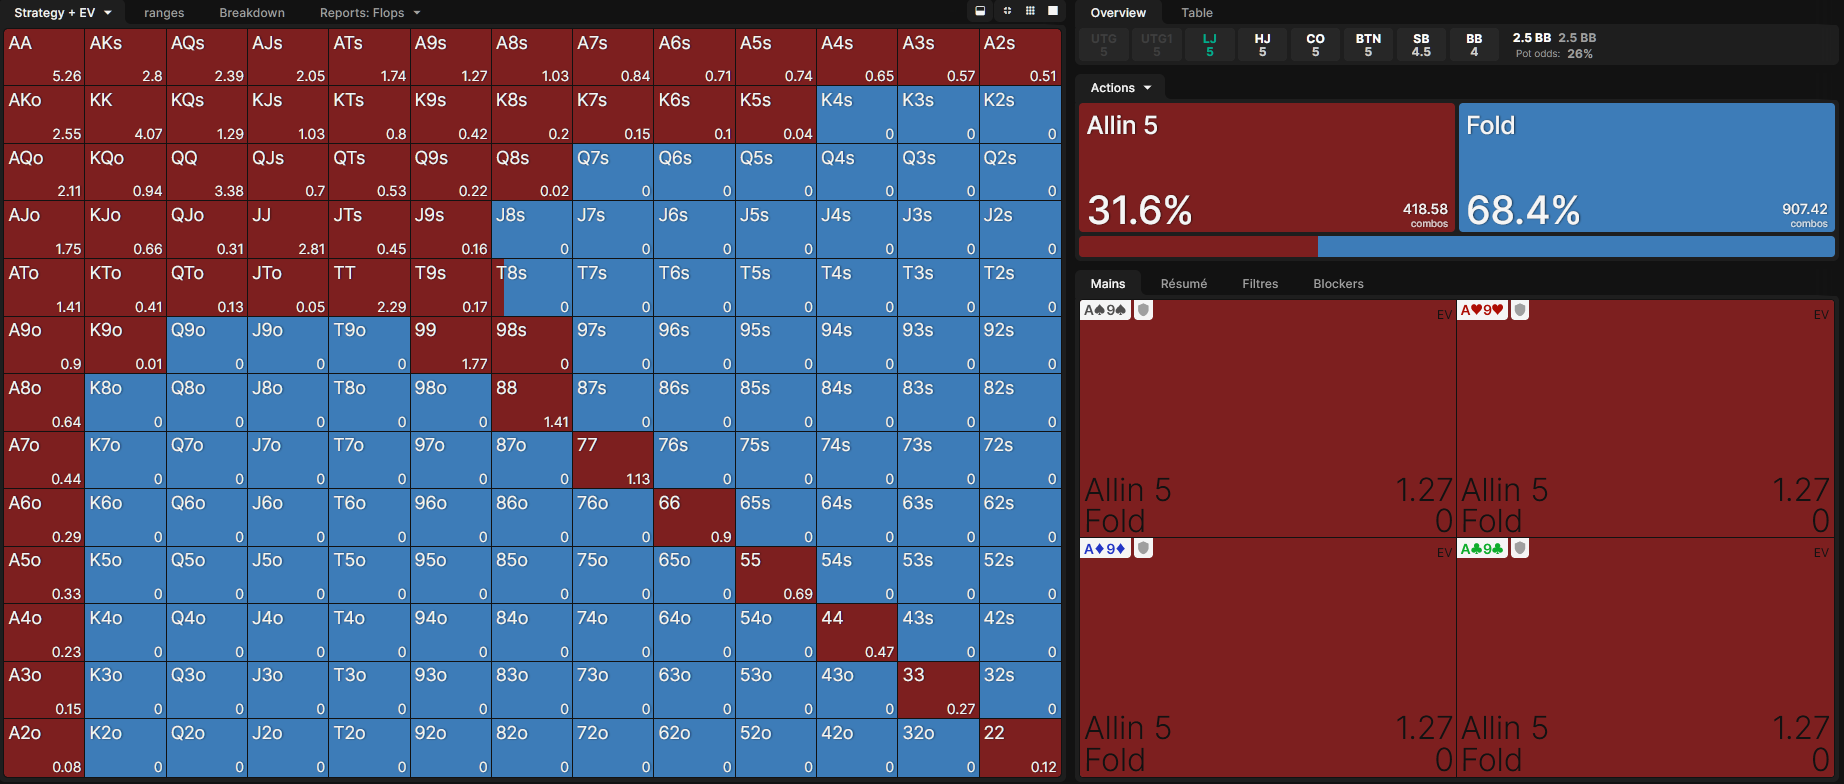 Strategy + EV ranges Breakdown Reports: Flops
AA AKs AQs AJs ATs A9s A8s A7s A6s A5s A4s A3s A2s
5.26 2.8 2.39 2.05 1.74 1.27 1.03 0.84 0.71 0.74 0.65 0.57 0.51
AKo KK KQs KJs KTs K9s K8s K7s K6s K5s K4s K3s K2s
2.55 4.07 1.29 1.03 0.8 0.42 0.2 0.15 0.1 0.04 0 0 0
AQo KQo QQ QJs QTs Q9s Q8s Q7s Q6s Q5s Q4s Q3s Q2s
2.11 0.94 3.38 0.7 0.53 0.22 0.02 0 0 0 0 0 0
AJo KJo QJo JJ JTs J9s J8s J7s J6s J5s J4s J3s J2s
1.75 0.66 0.31 2.81 0.45 0.16 0 0 0 0 0 0 0
ATo KTo QTo JTo TT T9s T8s T7s T6s T5s T4s T3s T2s
1.41 0.41 0.13 0.05 2.29 0.17 0 0 0 0 0 0 0
A9o K9o Q9o J9o T9o 99 98s 97s 96s 95s 94s 93s 92s
0.9 0.01 0 0 0 1.77 0 0 0 0 0 0 0
A8o K8o Q8o J8o T8o 98o 88 87s 86s 85s 84s 83s 82s
0.64 0 0 0 0 0 1.41 0 0 0 0 0 0
A7o K7o Q7o J7o T7o 97o 87o 77 76s 75s 74s 73s 72s
0.44 0 0 0 0 0 0 1.13 0 0 0 0 0
A6o K6o Q6o J6o T6o 96o 86o 76o 66 65s 64s 63s 62s
0.29 0 0 0 0 0 0 0 0.9 0 0 0 0
A5o K5o Q5o J5o T5o 95o 85o 75o 65o 55 54s 53s 52s
0.33 0 0 0 0 0 0 0 0 0.69 0 0 0
A4o K4o Q4o J4o T4o 94o 84o 74o 64o 54o 44 43s 42s
0.23 0 0 0 0 0 0 0 0 0 0.47 0 0
A3o K3o Q3o J3o T3o 93o 83o 73o 63o 53o 43o 33 32s
0.15 0 0 0 0 0 0 0 0 0 0 0.27 0
A2o K2o Q2o J2o T2o 92o 82o 72o 62o 52o 42o 32o 22
0.08 0 0 0 0 0 0 0 0 0 0 0 0.12
Overview Table
UTG UTG1 LJ HJ CO BTN SB BB 2.5 BB 2.5 BB
5 5 5 5 5 5 4.5 4 Pot odds: 26%
Actions
Allin 5 Fold
31.6% 418.58 combos 68.4% 907.42 combos
Mains Résumé Filtres Blockers
A♠9♠ EV A♥9♥ EV
Allin 5 1.27 Allin 5 1.27
Fold 0 Fold 0
A♦9♦ EV A♣9♣ EV
Allin 5 1.27 Allin 5 1.27
Fold 0 Fold 0